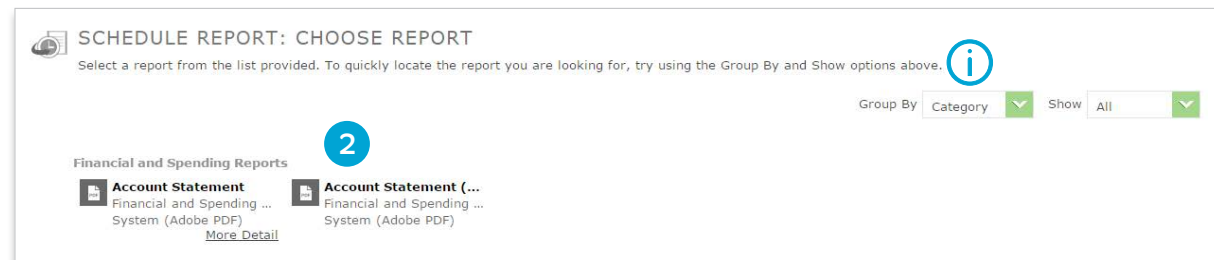 SCHEDULE REPORT: CHOOSE REPORT
Select a report from the list provided. To quickly locate the report you are looking for, try using the Group By and Show options above.
i
Group By Category Show All
2
Financial and Spending Reports
PDF Account Statement
Financial and Spending ...
System (Adobe PDF)
More Detail
PDF Account Statement (...
Financial and Spending ...
System (Adobe PDF)